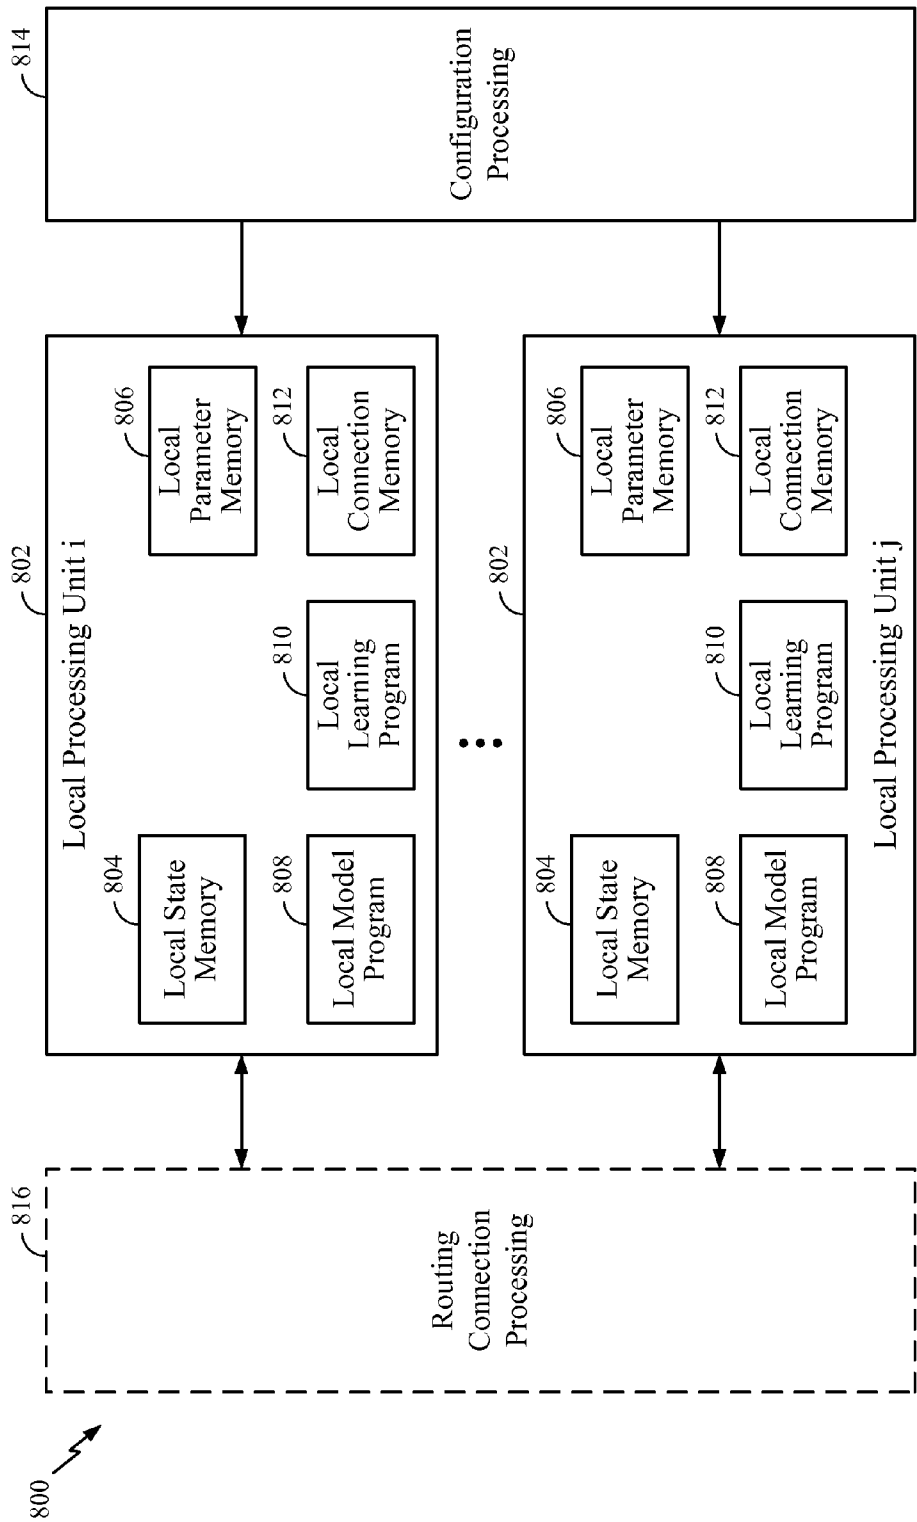 800
816
Routing
Connection
Processing
802
Local Processing Unit i
804
Local State
Memory
806
Local
Parameter
Memory
808
Local Model
Program
810
Local
Learning
Program
812
Local
Connection
Memory
802
804
Local State
Memory
806
Local
Parameter
Memory
808
Local Model
Program
810
Local
Learning
Program
812
Local
Connection
Memory
Local Processing Unit j
814
Configuration
Processing